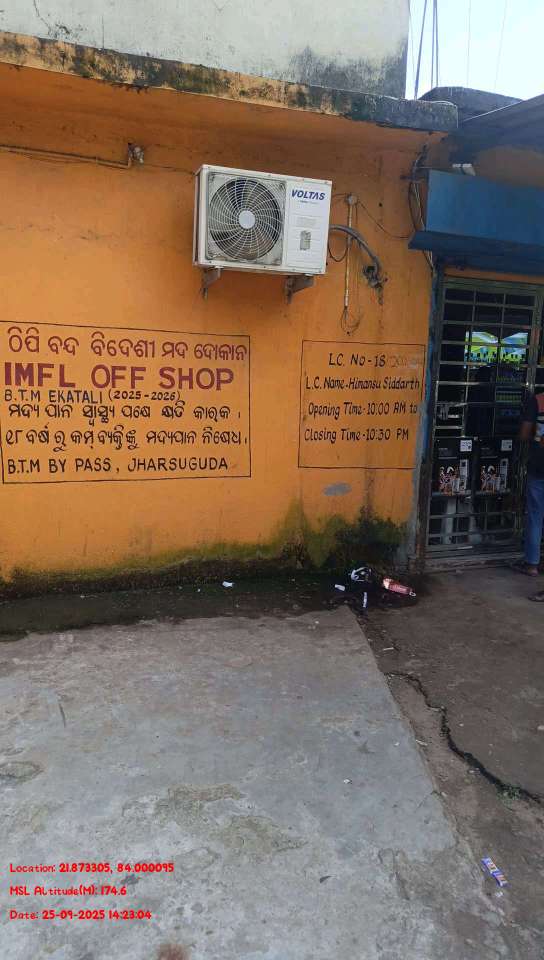 VOLTAS
ଠିପି ବନ୍ଦ ବିଦେଶୀ ମଦ ଦୋକାନ
IMFL OFF SHOP
B.T.M EKATALI (2025-2026)
ମଦ୍ୟ ପାନ ସ୍ୱାସ୍ଥ୍ୟ ପକ୍ଷେ କ୍ଷତି କାରକ ।
୧୮ ବର୍ଷ ରୁ କମ୍ ବ୍ୟକ୍ତିଙ୍କୁ ମଦ୍ୟପାନ ନିଷେଧ ।
B.T.M BY PASS, JHARSUGUDA
L.C. No - 18
L.C. Name - Himansu Siddarth
Opening Time - 10:00 AM to
Closing Time - 10:30 PM
Location: 21.873305, 84.000095
MSL Altitude(M): 174.6
Date: 25-09-2025 14:23:04